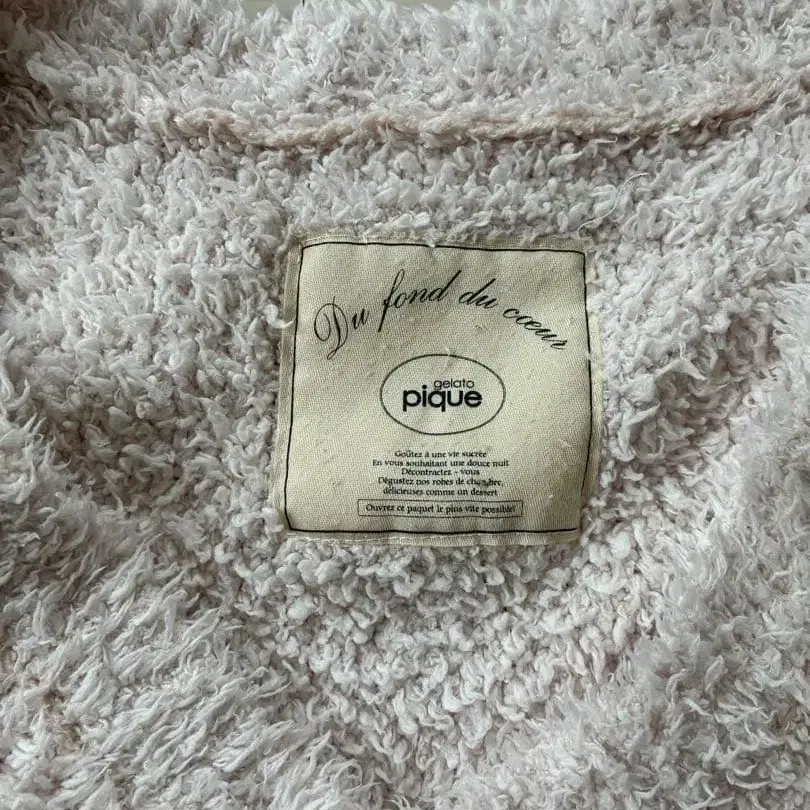 Du fond du cœur
gelato
pique
Goûtez à une vie sucrée
En vous souhaitant une douce nuit
Décontractez - vous
Dégustez nos robes de chambre,
délicieuses comme un dessert
Ouvrez ce paquet le plus vite possible!